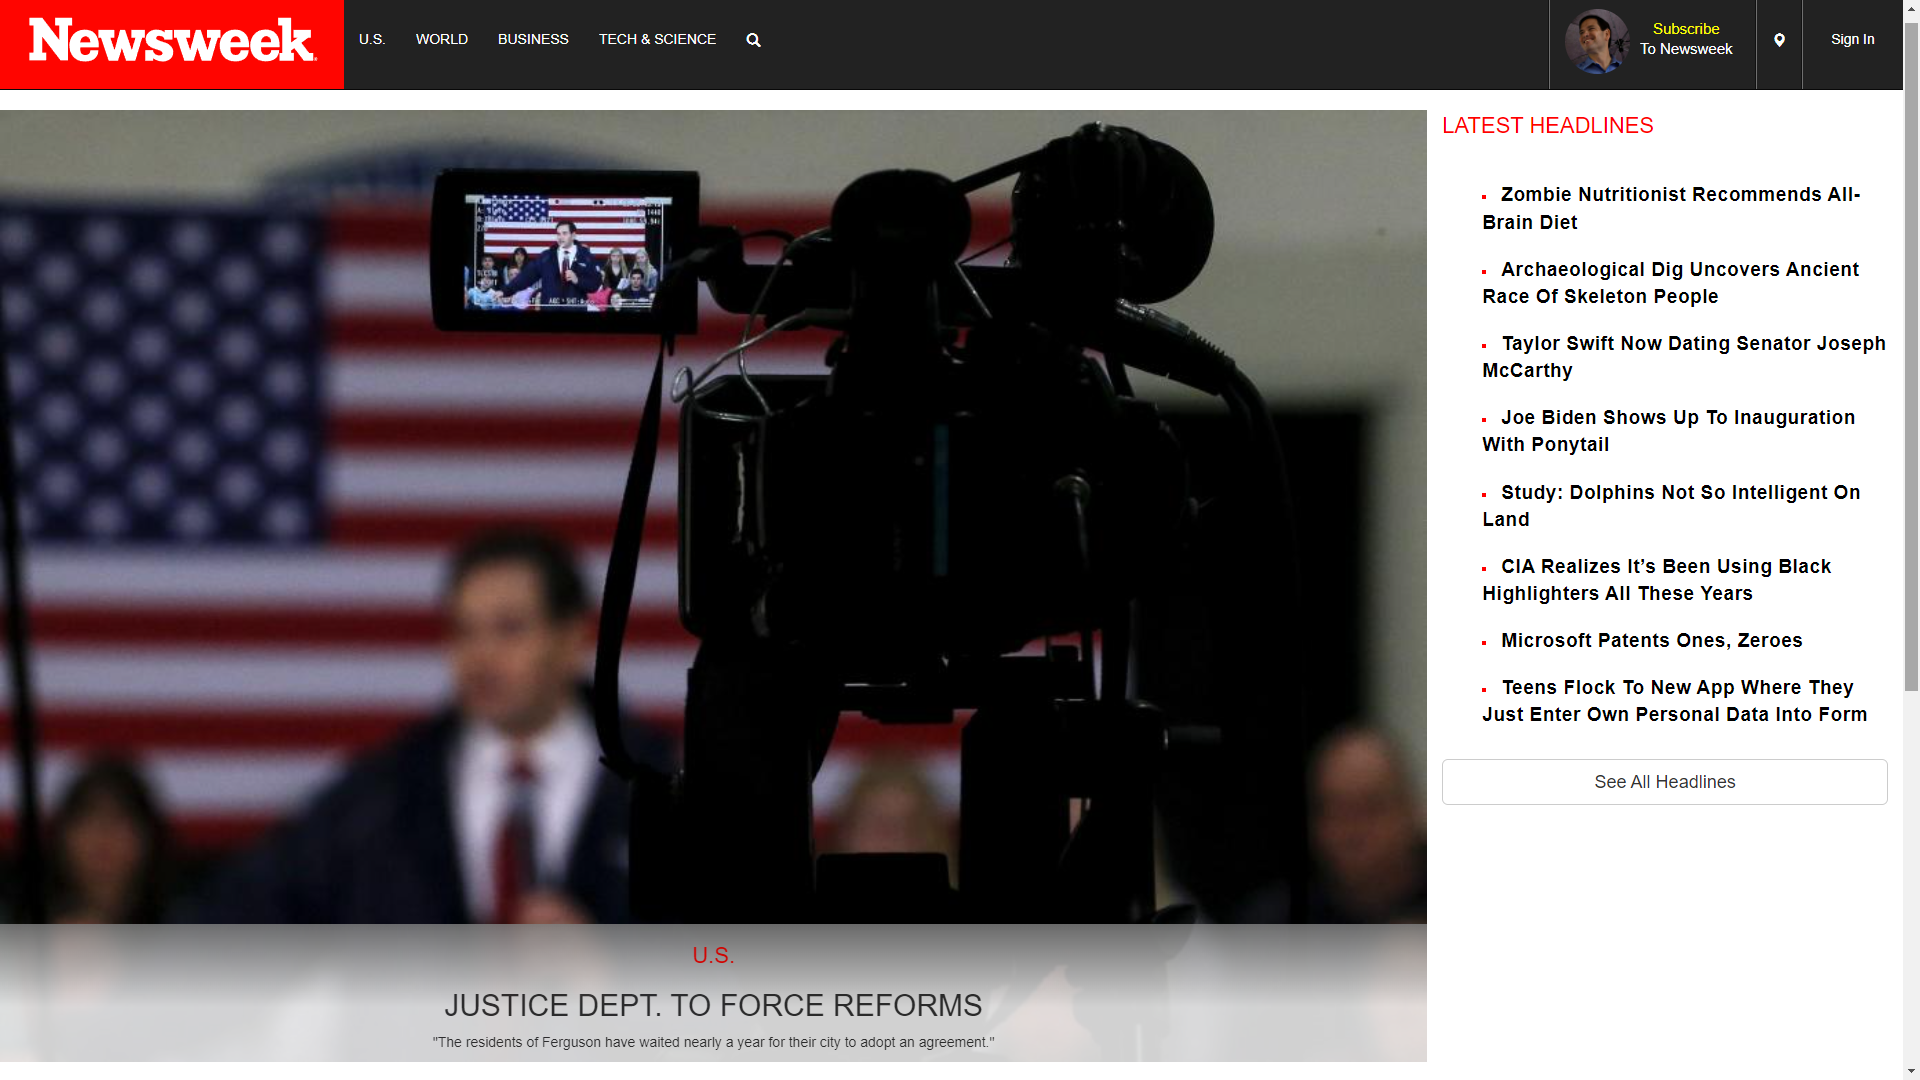 Newsweek
U.S.
WORLD
BUSINESS
TECH & SCIENCE
Subscribe
To Newsweek
Sign In
LATEST HEADLINES
Zombie Nutritionist Recommends All-
Brain Diet
Archaeological Dig Uncovers Ancient
Race Of Skeleton People
Taylor Swift Now Dating Senator Joseph
McCarthy
Joe Biden Shows Up To Inauguration
With Ponytail
Study: Dolphins Not So Intelligent On
Land
CIA Realizes It’s Been Using Black
Highlighters All These Years
Microsoft Patents Ones, Zeroes
Teens Flock To New App Where They
Just Enter Own Personal Data Into Form
See All Headlines
U.S.
JUSTICE DEPT. TO FORCE REFORMS
"The residents of Ferguson have waited nearly a year for their city to adopt an agreement."